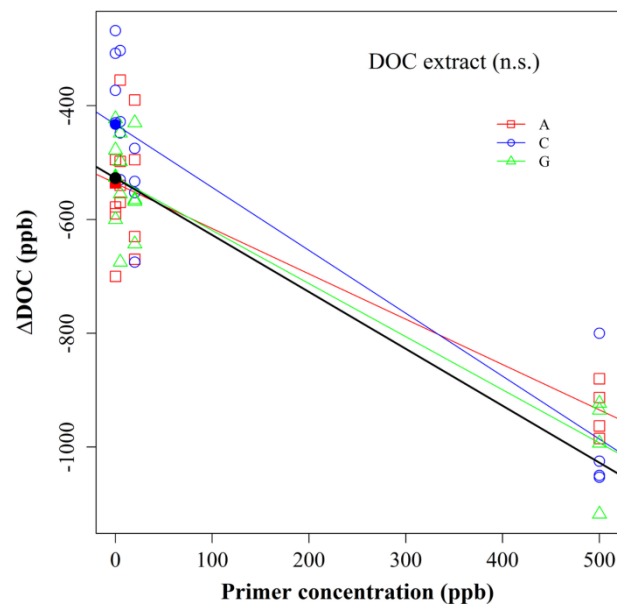 DOC extract (n.s.)
A
C
G
-400
-600
-800
-1000
ΔDOC (ppb)
0 100 200 300 400 500
Primer concentration (ppb)